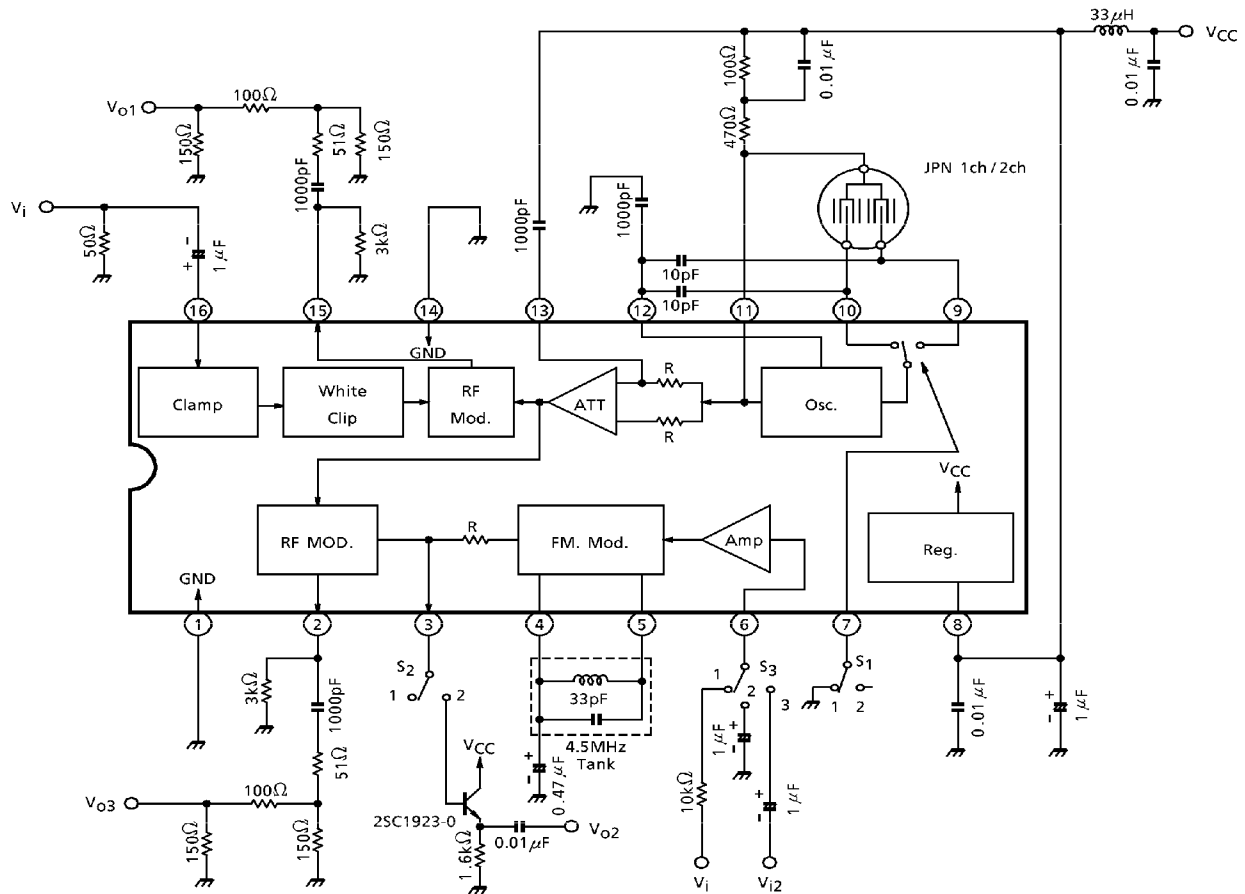 33μH
VCC
0.01μF
100Ω
0.01μF
Vo1
100Ω
150Ω
51Ω
150Ω
470Ω
JPN 1ch/2ch
1000pF
Vi
50Ω
- +
1μF
3kΩ
1000pF
1000pF
10pF
10pF
16
15
14
13
12
11
10
9
GND
Clamp
White
Clip
RF
Mod.
ATT
R
R
Osc.
VCC
RF MOD.
R
FM. Mod.
Amp
Reg.
GND
1
2
3
4
5
6
7
8
3kΩ
1000pF
S2
1
2
33pF
4.5MHz
Tank
S3
1
2
3
S1
1
2
0.01μF
+ -
1μF
51Ω
VCC
+ -
0.47μF
+ -
1μF
10kΩ
+ -
1μF
Vo3
100Ω
150Ω
150Ω
2SC1923-0
1.6kΩ
0.01μF
Vo2
Vi
Vi2